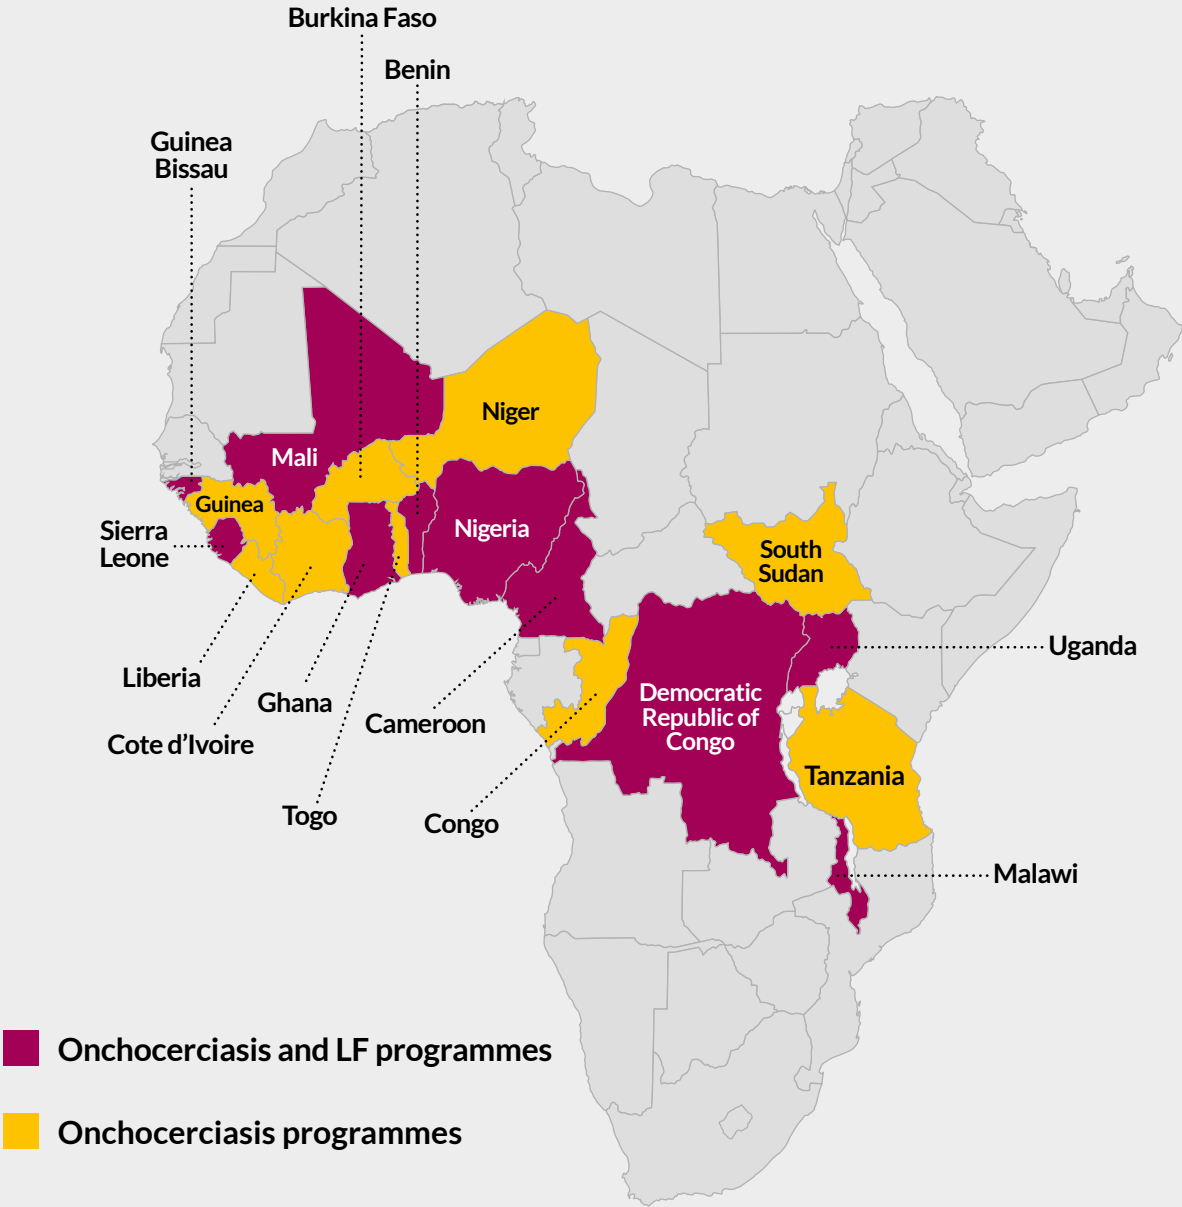 Burkina Faso
Benin
Guinea
Bissau
Niger
Mali
Guinea
Nigeria
Sierra
Leone
South
Sudan
Uganda
Liberia
Ghana
Democratic
Republic of
Congo
Cameroon
Cote d’Ivoire
Tanzania
Togo
Congo
Malawi
Onchocerciasis and LF programmes
Onchocerciasis programmes